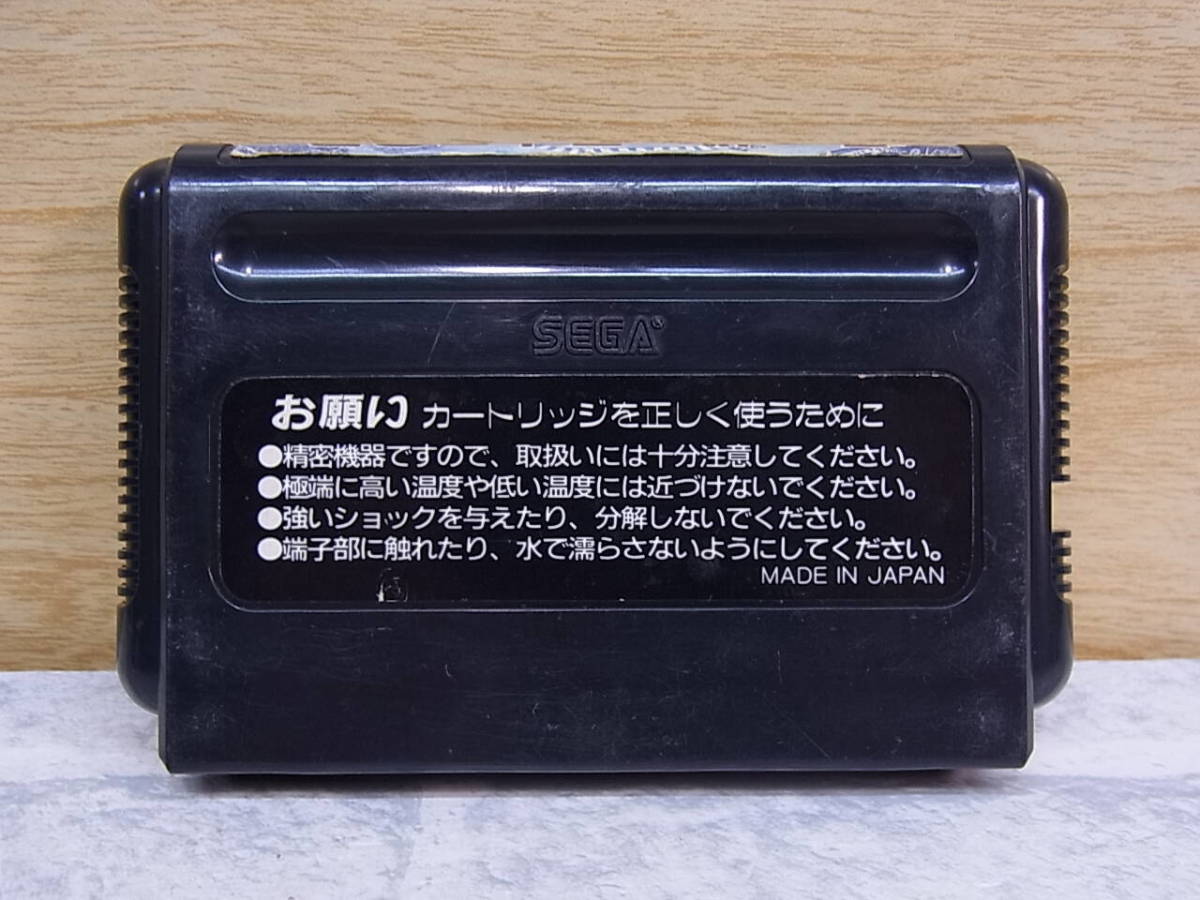 SEGA®
お願い カートリッジを正しく使うために
●精密機器ですので、取扱いには十分注意してください。
●極端に高い温度や低い温度には近づけないでください。
●強いショックを与えたり、分解しないでください。
●端子部に触れたり、水で濡らさないようにしてください。
MADE IN JAPAN